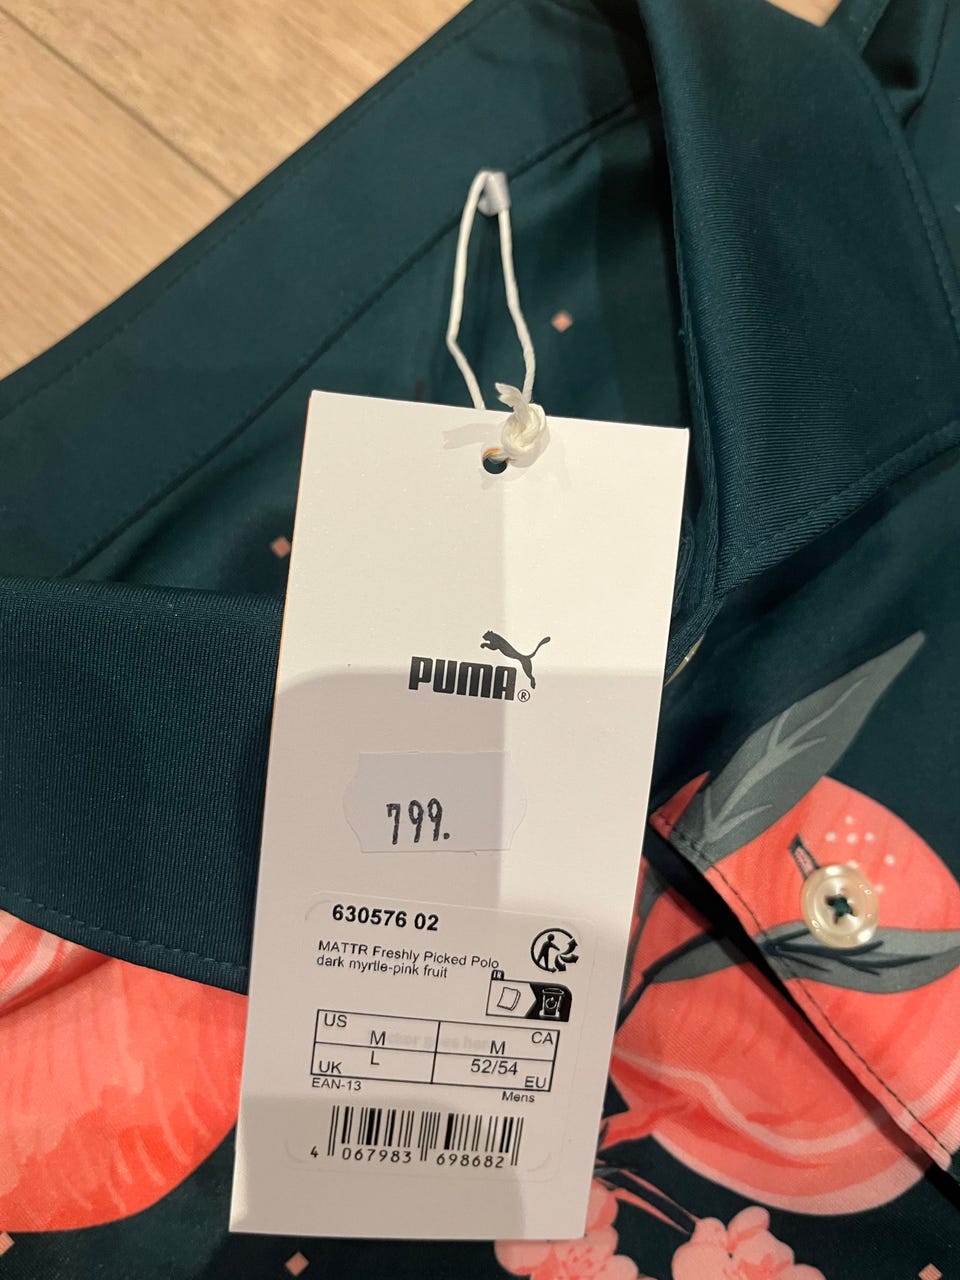 PUMA®
799.
630576 02
MATTR Freshly Picked Polo
dark myrtle-pink fruit
FR
US M
M CA
UK L
52/54 EU
EAN-13
Mens
4 067983 698682